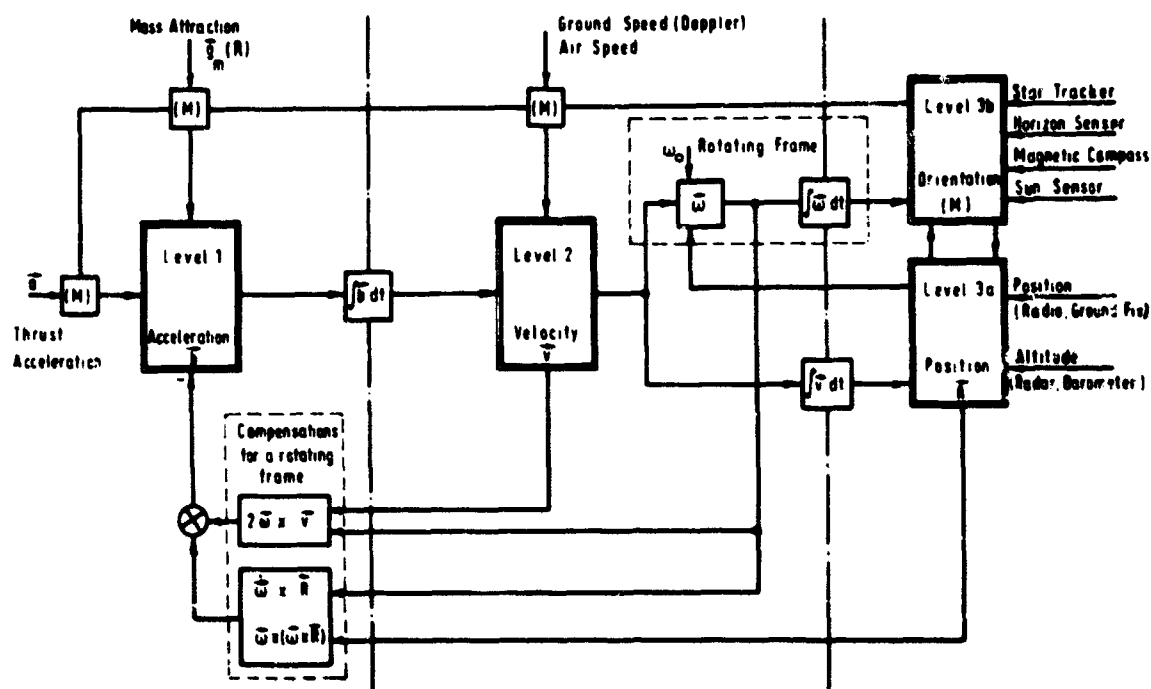 Mass Attraction
g⃗m(R)
Ground Speed (Doppler)
Air Speed
(M)
(M)
Level 3b
Orientation
(M)
Star Tracker
Horizon Sensor
Magnetic Compass
Sun Sensor
Rotating Frame
ω₀
ω⃗
∫ω⃗ dt
Level 1
Acceleration
b⃗
a⃗
(M)
Thrust
Acceleration
∫b⃗ dt
Level 2
Velocity
v⃗
Level 3a
Position
Position
(Radio, Ground Fix)
Altitude
(Radar, Barometer)
∫v⃗ dt
Compensations
for a rotating
frame
2ω⃗ x v⃗
ω⃗ x R⃗
ω⃗ x (ω⃗ x R⃗)